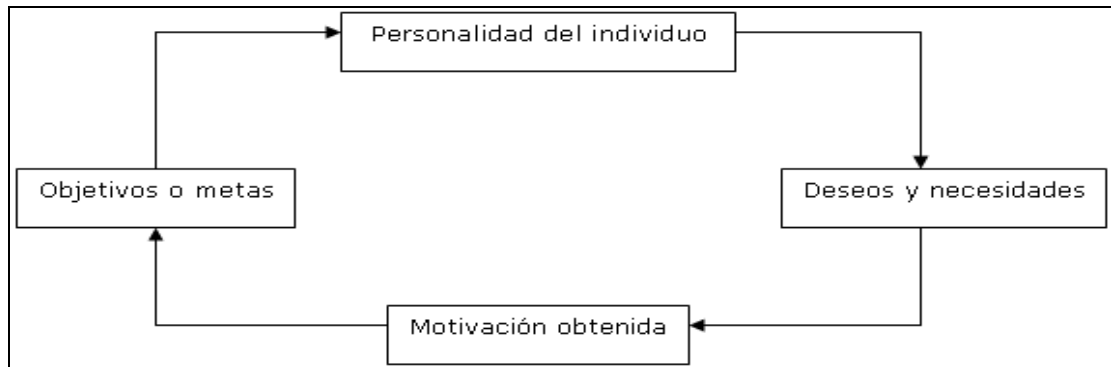 Personalidad del individuo
Objetivos o metas
Deseos y necesidades
Motivación obtenida